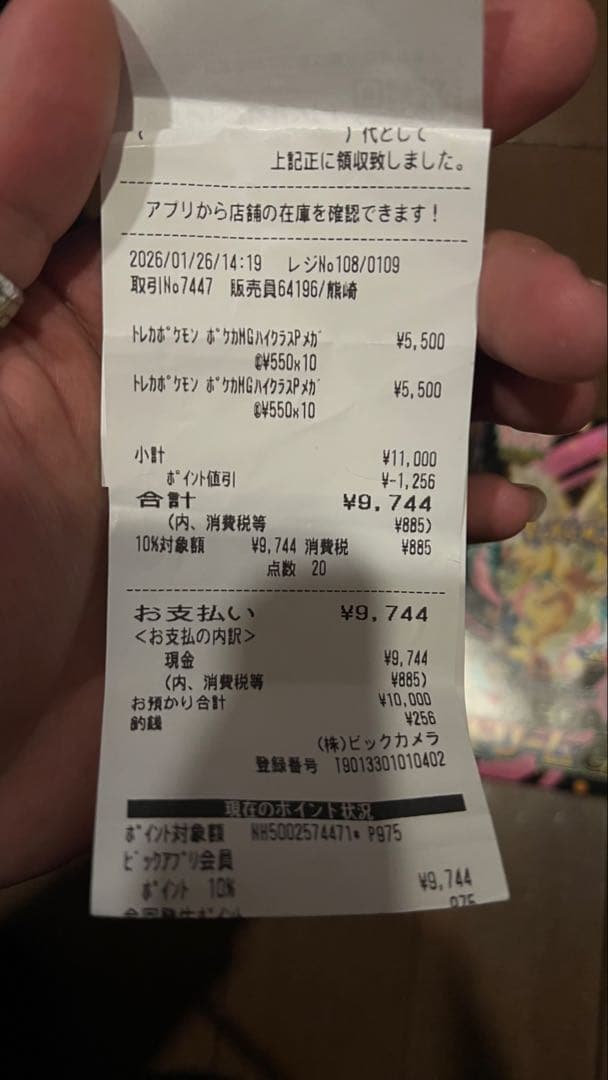 ( ) 代として
上記正に領収致しました。
アプリから店舗の在庫を確認できます！
2026/01/26/14:19 レジNo108/0109
取引No7447 販売員64196/熊崎
ﾄﾚｶﾎﾟｹﾓﾝ ﾎﾟｹｶMGﾊｲｸﾗｽPﾒｶﾞ ¥5,500
@¥550x10
ﾄﾚｶﾎﾟｹﾓﾝ ﾎﾟｹｶMGﾊｲｸﾗｽPﾒｶﾞ ¥5,500
@¥550x10
小計 ¥11,000
ﾎﾟｲﾝﾄ値引 ¥-1,256
合計 ¥9,744
(内、消費税等 ¥885)
10%対象額 ¥9,744 消費税 ¥885
点数 20
お支払い ¥9,744
<お支払の内訳>
現金 ¥9,744
(内、消費税等 ¥885)
お預かり合計 ¥10,000
釣銭 ¥256
(株)ビックカメラ
登録番号 T9013301010402
現在のポイント状況
ﾎﾟｲﾝﾄ対象額 NH5002574471* P975
ﾋﾞｯｸｱﾌﾟﾘ会員
ﾎﾟｲﾝﾄ 10% ¥9,744
975